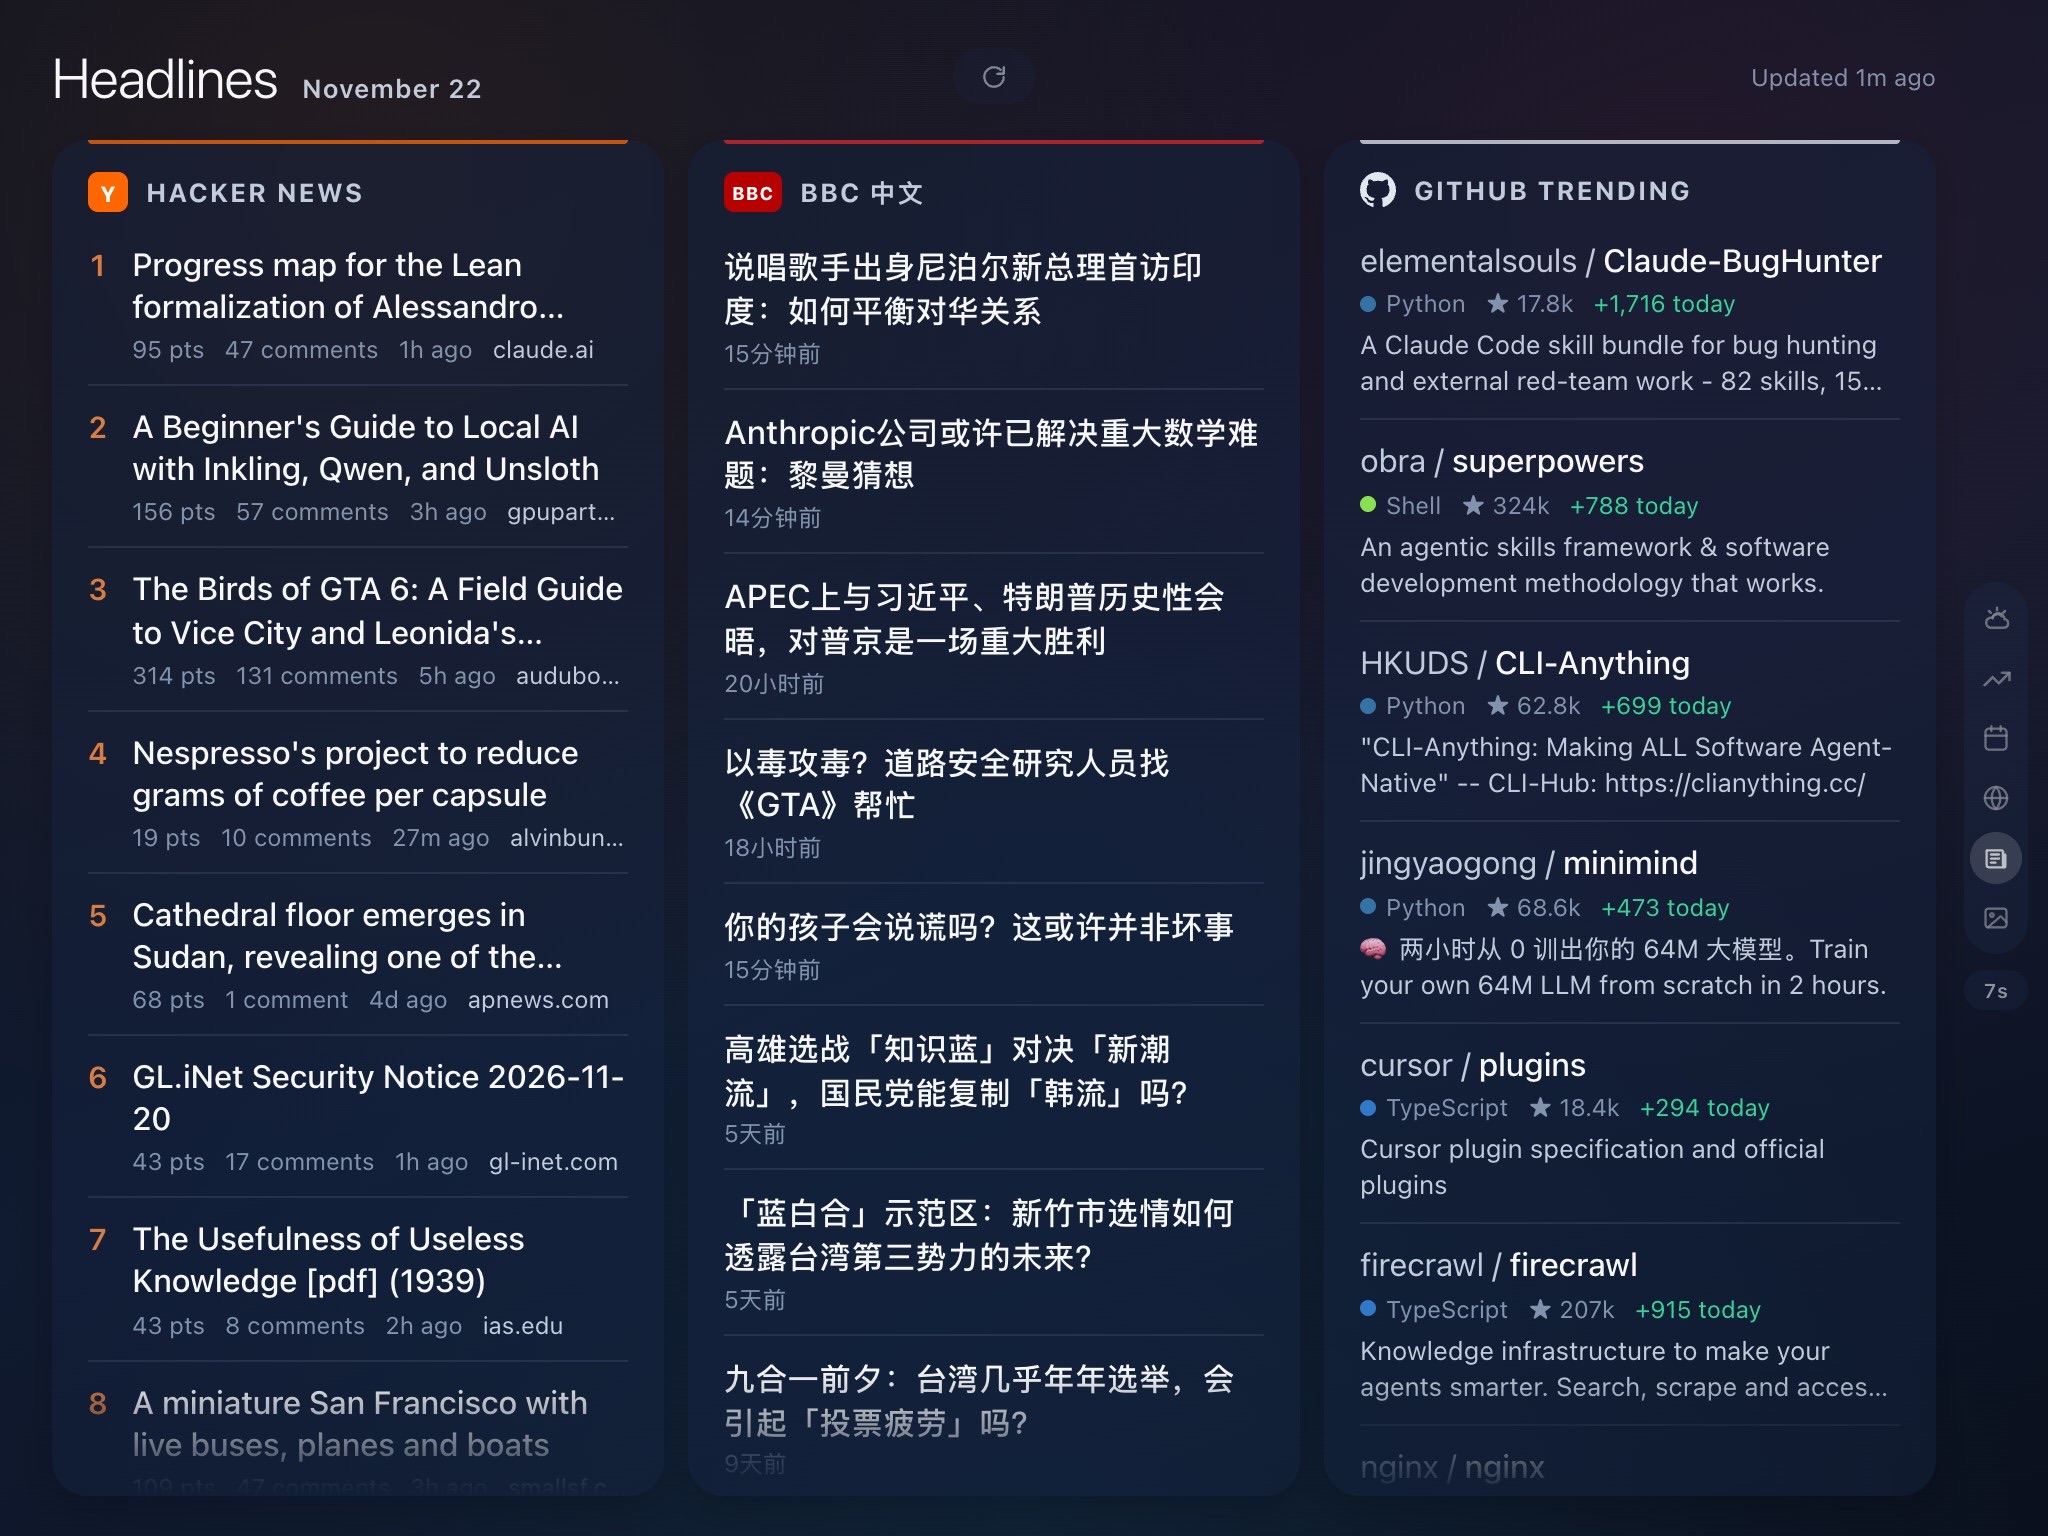 Headlines November 22
Updated 1m ago
Y HACKER NEWS
1 Progress map for the Lean
formalization of Alessandro...
95 pts 47 comments 1h ago claude.ai
2 A Beginner's Guide to Local AI
with Inkling, Qwen, and Unsloth
156 pts 57 comments 3h ago gpupart...
3 The Birds of GTA 6: A Field Guide
to Vice City and Leonida's...
314 pts 131 comments 5h ago audubo...
4 Nespresso's project to reduce
grams of coffee per capsule
19 pts 10 comments 27m ago alvinbun...
5 Cathedral floor emerges in
Sudan, revealing one of the...
68 pts 1 comment 4d ago apnews.com
6 GL.iNet Security Notice 2026-11-
20
43 pts 17 comments 1h ago gl-inet.com
7 The Usefulness of Useless
Knowledge [pdf] (1939)
43 pts 8 comments 2h ago ias.edu
8 A miniature San Francisco with
live buses, planes and boats
109 pts 47 comments 3h ago smallsf.c
BBC BBC 中文
说唱歌手出身尼泊尔新总理首访印
度：如何平衡对华关系
15分钟前
Anthropic公司或许已解决重大数学难
题：黎曼猜想
14分钟前
APEC上与习近平、特朗普历史性会
晤，对普京是一场重大胜利
20小时前
以毒攻毒？道路安全研究人员找
《GTA》帮忙
18小时前
你的孩子会说谎吗？这或许并非坏事
15分钟前
高雄选战「知识蓝」对决「新潮
流」，国民党能复制「韩流」吗？
5天前
「蓝白合」示范区：新竹市选情如何
透露台湾第三势力的未来？
5天前
九合一前夕：台湾几乎年年选举，会
引起「投票疲劳」吗？
9天前
GITHUB TRENDING
elementalsouls / Claude-BugHunter
Python ★ 17.8k +1,716 today
A Claude Code skill bundle for bug hunting
and external red-team work - 82 skills, 15...
obra / superpowers
Shell ★ 324k +788 today
An agentic skills framework & software
development methodology that works.
HKUDS / CLI-Anything
Python ★ 62.8k +699 today
"CLI-Anything: Making ALL Software Agent-
Native" -- CLI-Hub: https://clianything.cc/
jingyaogong / minimind
Python ★ 68.6k +473 today
🧠 两小时从 0 训出你的 64M 大模型。Train
your own 64M LLM from scratch in 2 hours.
cursor / plugins
TypeScript ★ 18.4k +294 today
Cursor plugin specification and official
plugins
firecrawl / firecrawl
TypeScript ★ 207k +915 today
Knowledge infrastructure to make your
agents smarter. Search, scrape and acces...
nginx / nginx
7s